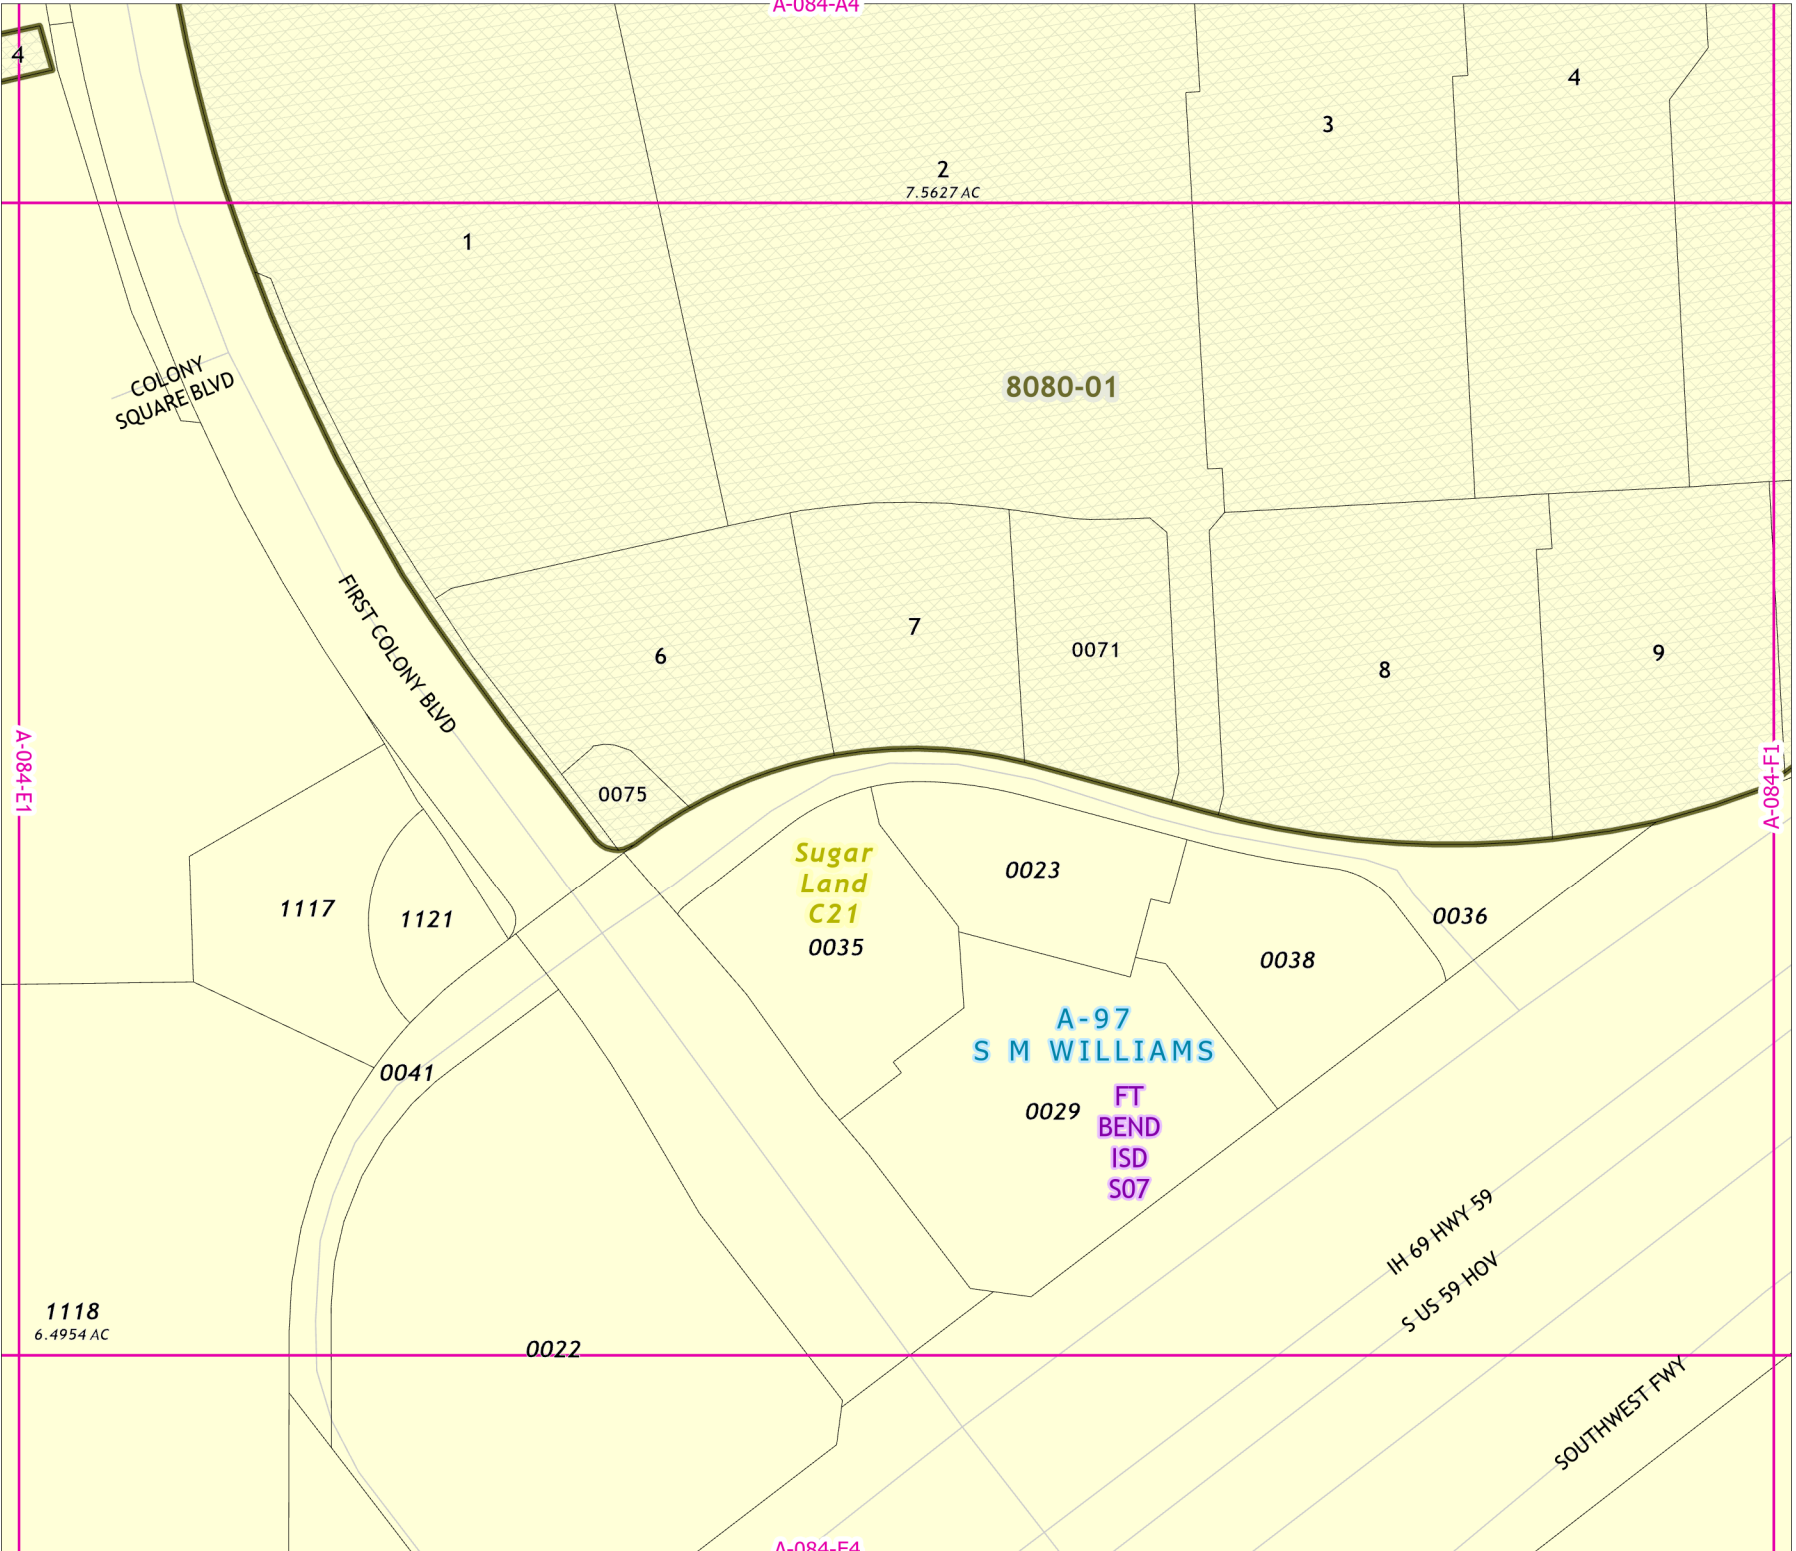 A-084-A4
4
4
3
2
7.5627 AC
1
COLONY
SQUARE BLVD
8080-01
FIRST COLONY BLVD
6
7
0071
8
9
A-084-E1
A-084-F1
0075
Sugar
Land
C21
0035
0023
0036
1117
1121
0038
A-97
S M WILLIAMS
0041
0029
FT
BEND
ISD
S07
IH 69 HWY 59
S US 59 HOV
1118
6.4954 AC
0022
SOUTHWEST FWY